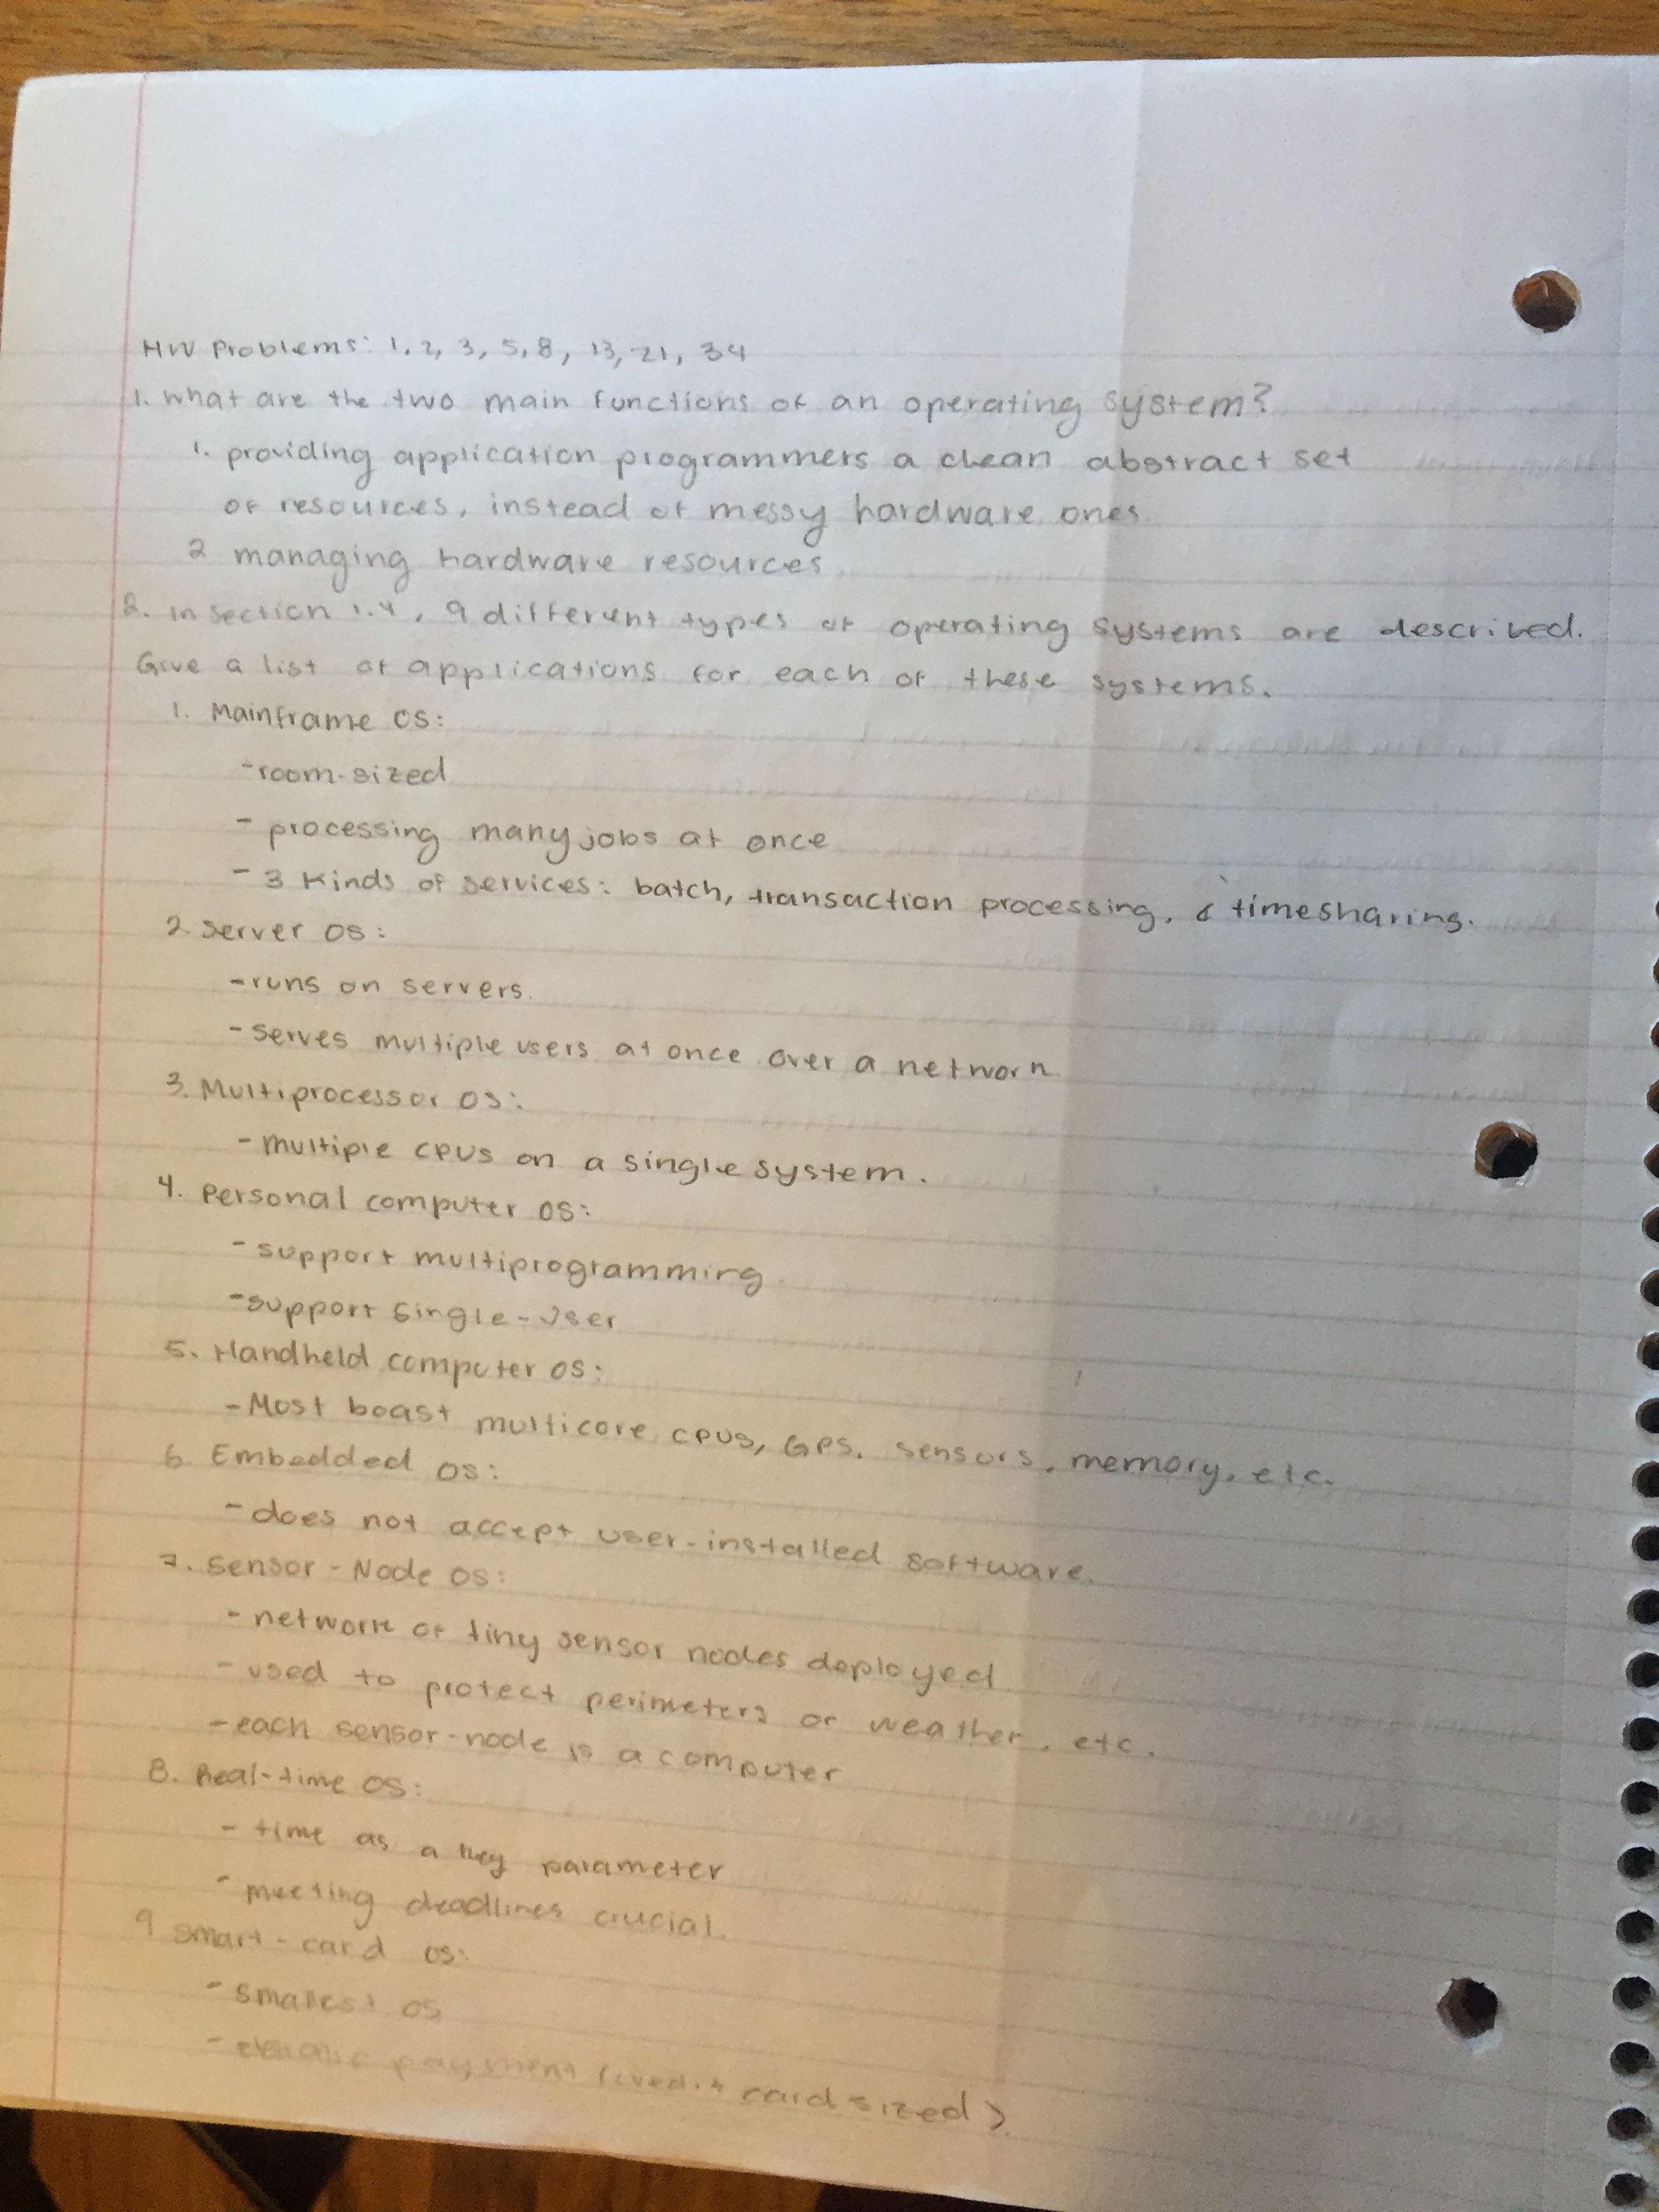 HW Problems: 1, 2, 3, 5, 8, 13, 21, 34
1. What are the two main functions of an operating system?
1. providing application programmers a clean abstract set
of resources, instead of messy hardware ones.
2 managing hardware resources.
2. In section 1.4, 9 different types of operating systems are described.
Give a list of applications for each of these systems.
1. Mainframe OS:
- room-sized
- processing many jobs at once
- 3 kinds of services: batch, transaction processing, & timesharing.
2. Server OS:
- runs on servers.
- serves multiple users at once over a network
3. Multiprocessor OS:
- multiple CPUs on a single system.
4. Personal computer OS:
- support multiprogramming.
- support single-user
5. Handheld computer OS:
- Most boast multicore CPUs, GPS, sensors, memory, etc.
6. Embedded OS:
- does not accept user-installed software.
7. Sensor-Node OS:
- network of tiny sensor nodes deployed
- used to protect perimeters or weather, etc.
- each sensor-node is a computer
8. Real-time OS:
- time as a key parameter
- meeting deadlines crucial.
9 Smart-card OS:
- smallest OS
- payment (credit card sized)